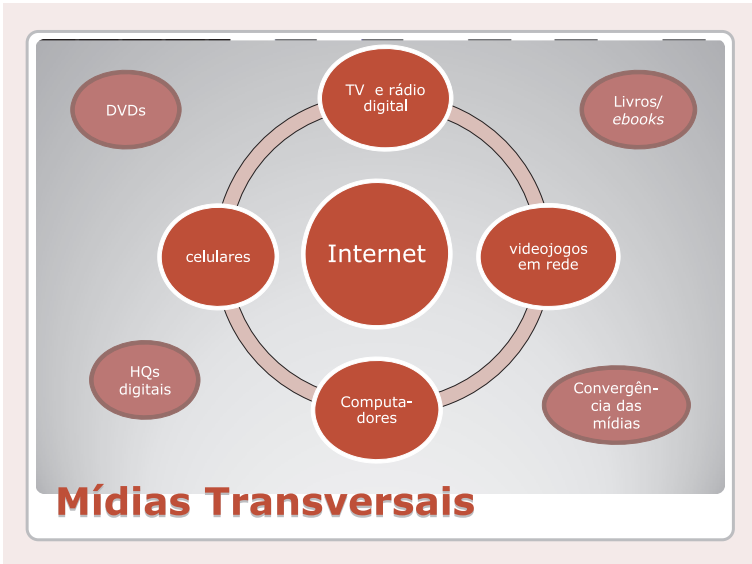 TV e rádio
digital
DVDs
Livros/
ebooks
celulares
Internet
videojogos
em rede
HQs
digitais
Computa-
dores
Convergên-
cia das
mídias
Mídias Transversais